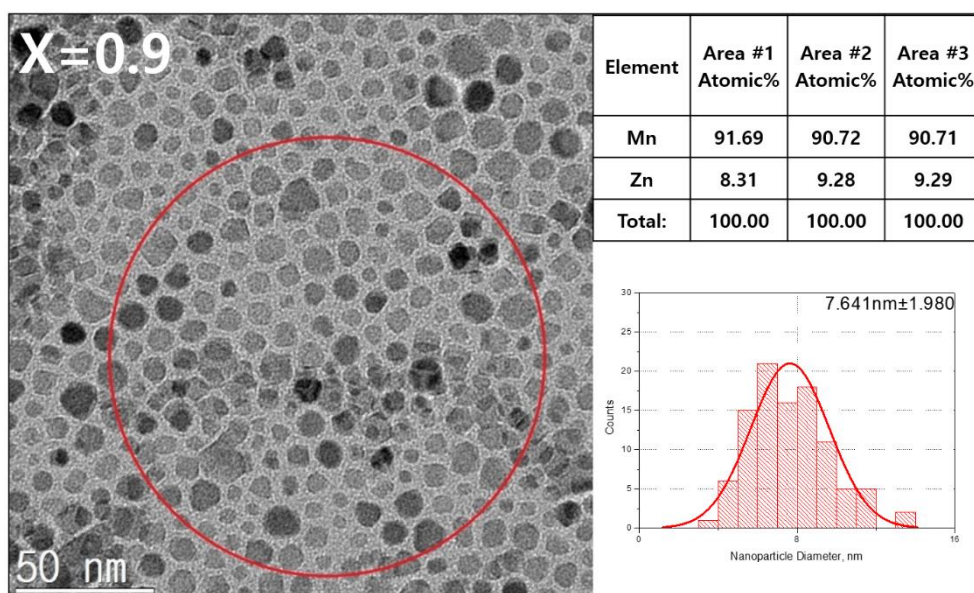 X=0.9
50 nm
Element Area #1 Atomic% Area #2 Atomic% Area #3 Atomic%
Mn 91.69 90.72 90.71
Zn 8.31 9.28 9.29
Total: 100.00 100.00 100.00
7.641nm±1.980
30
25
20
15
10
5
0
Counts
0 8 16
Nanoparticle Diameter, nm